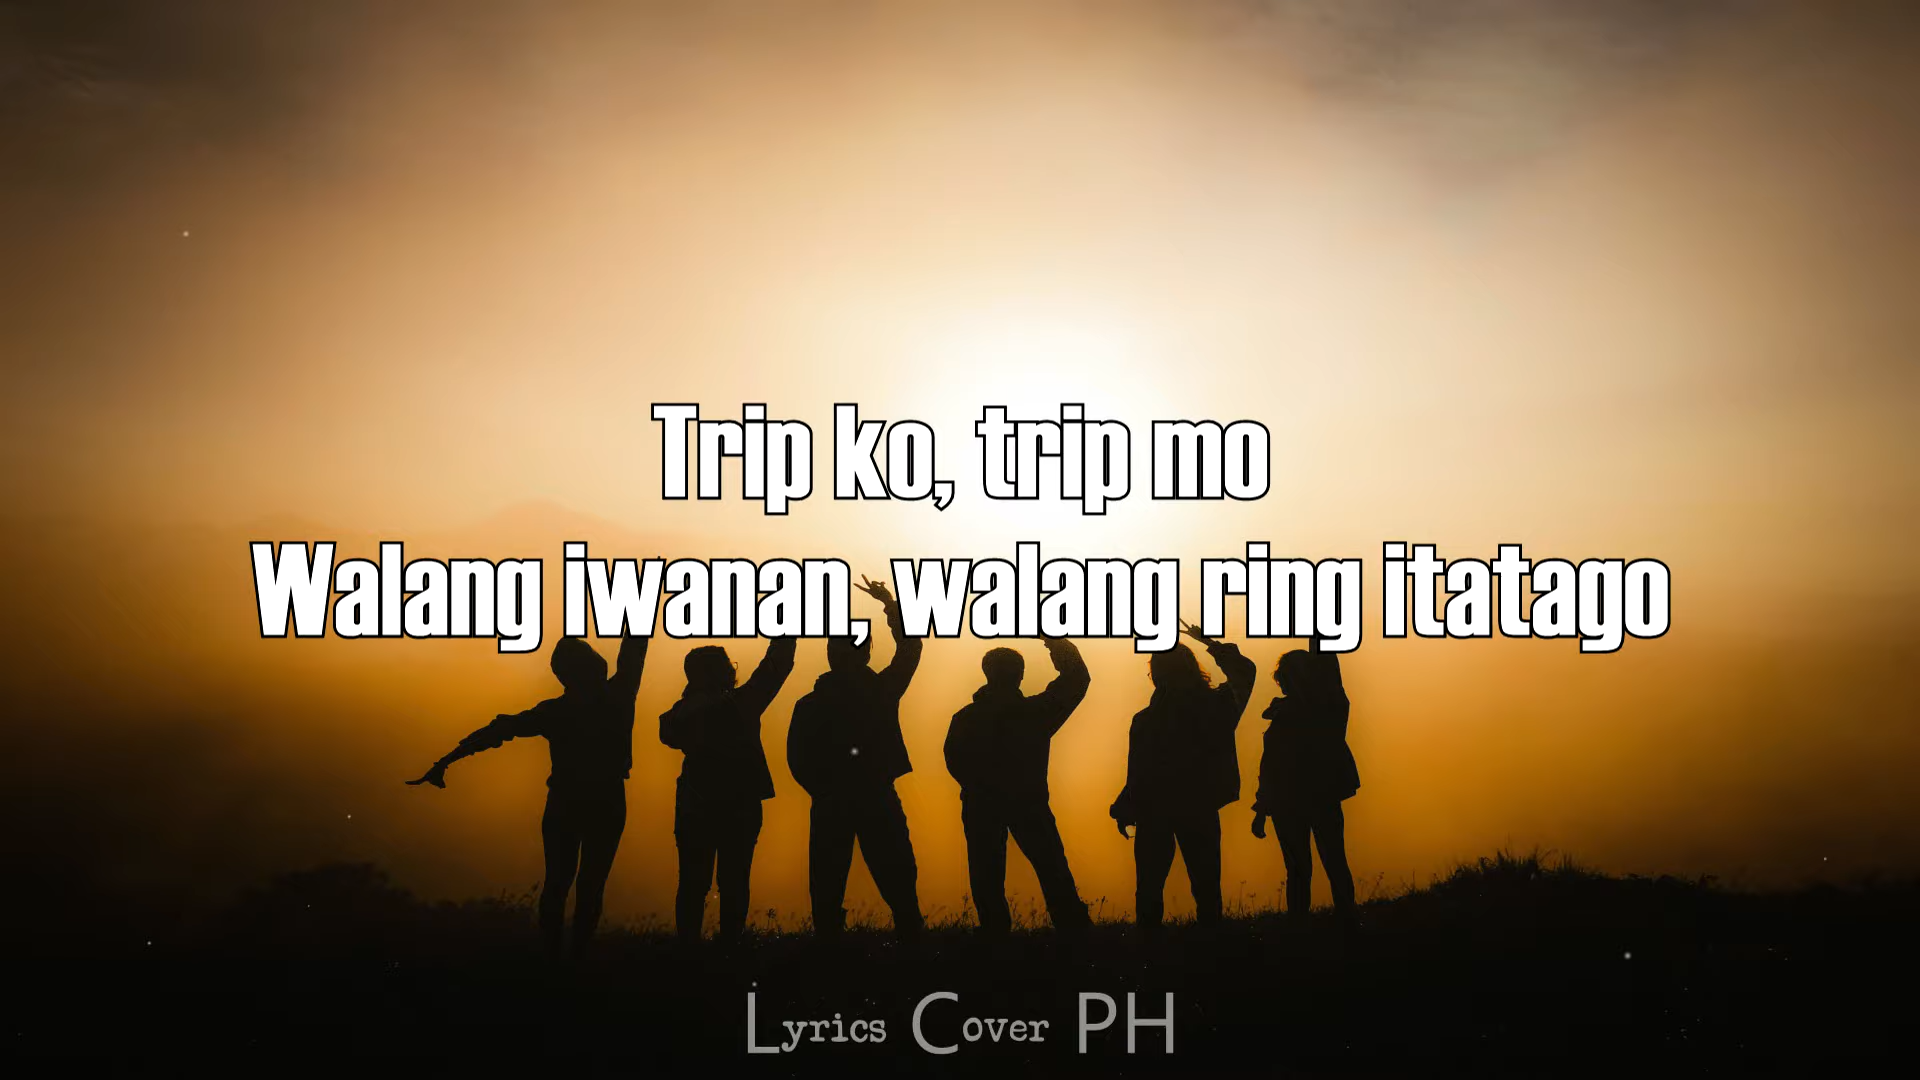 Trip ko, trip mo
Walang iwanan, walang ring itatago
Lyrics Cover PH